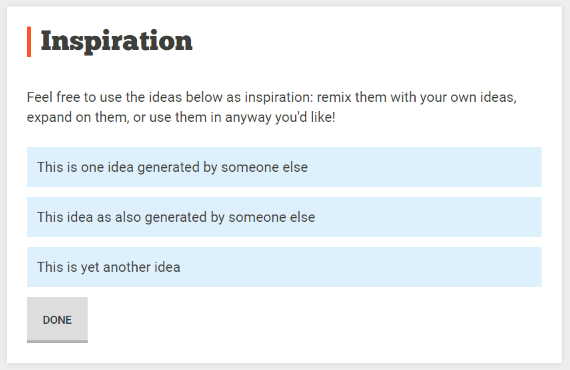 Inspiration
Feel free to use the ideas below as inspiration: remix them with your own ideas,
expand on them, or use them in anyway you'd like!
This is one idea generated by someone else
This idea as also generated by someone else
This is yet another idea
DONE